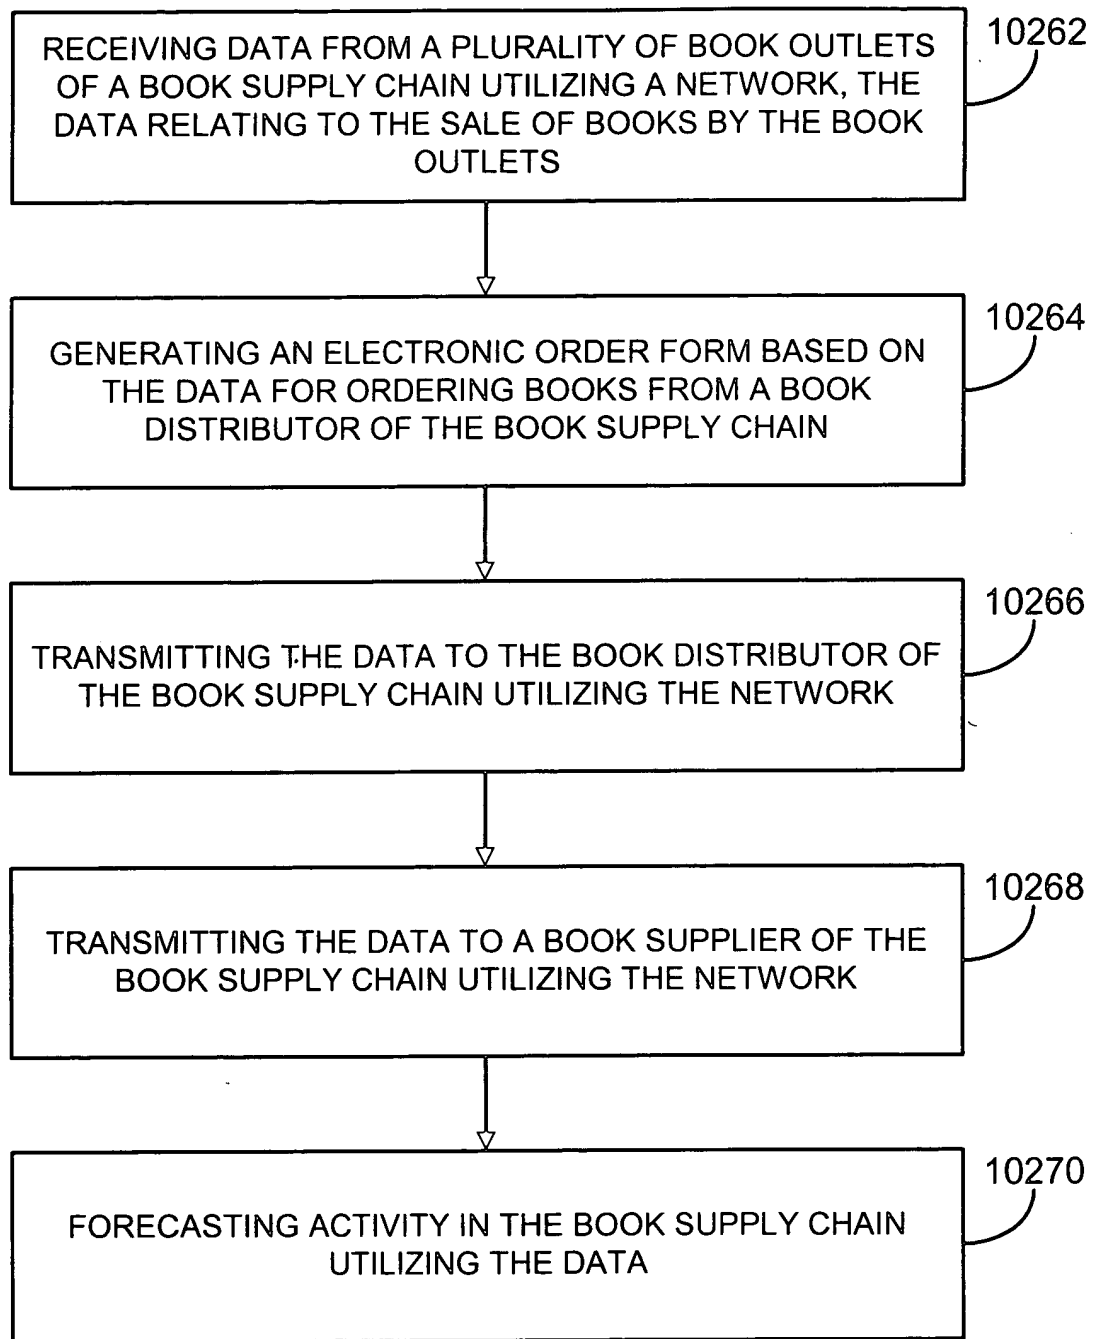 RECEIVING DATA FROM A PLURALITY OF BOOK OUTLETS
OF A BOOK SUPPLY CHAIN UTILIZING A NETWORK, THE
DATA RELATING TO THE SALE OF BOOKS BY THE BOOK
OUTLETS
10262
GENERATING AN ELECTRONIC ORDER FORM BASED ON
THE DATA FOR ORDERING BOOKS FROM A BOOK
DISTRIBUTOR OF THE BOOK SUPPLY CHAIN
10264
TRANSMITTING THE DATA TO THE BOOK DISTRIBUTOR OF
THE BOOK SUPPLY CHAIN UTILIZING THE NETWORK
10266
TRANSMITTING THE DATA TO A BOOK SUPPLIER OF THE
BOOK SUPPLY CHAIN UTILIZING THE NETWORK
10268
FORECASTING ACTIVITY IN THE BOOK SUPPLY CHAIN
UTILIZING THE DATA
10270